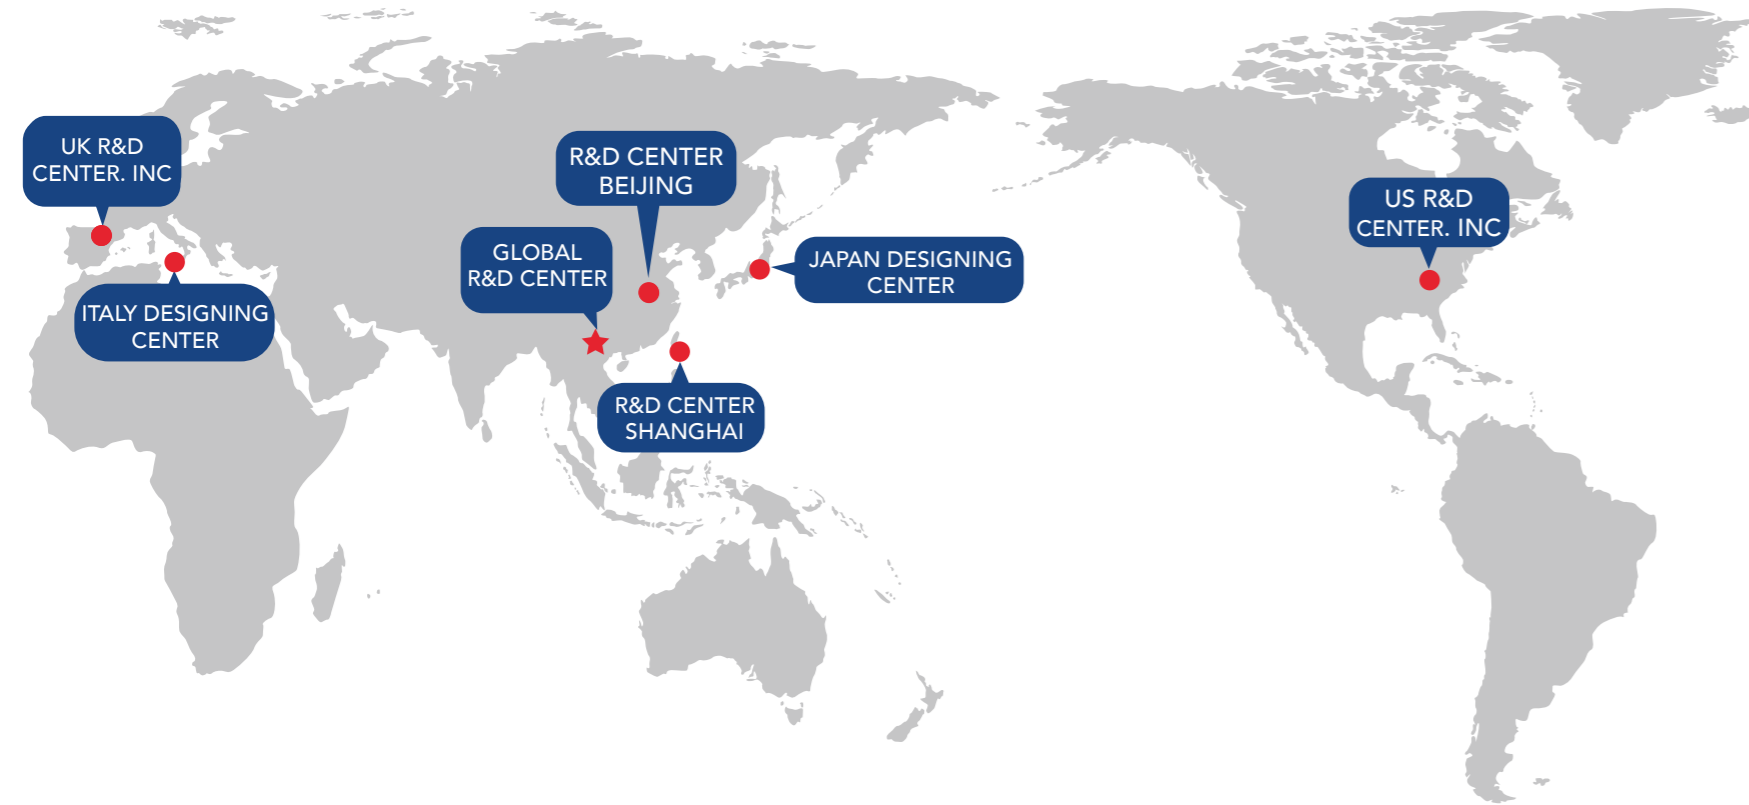 UK R&D
CENTER. INC
R&D CENTER
BEIJING
US R&D
CENTER. INC
GLOBAL
R&D CENTER
JAPAN DESIGNING
CENTER
ITALY DESIGNING
CENTER
R&D CENTER
SHANGHAI